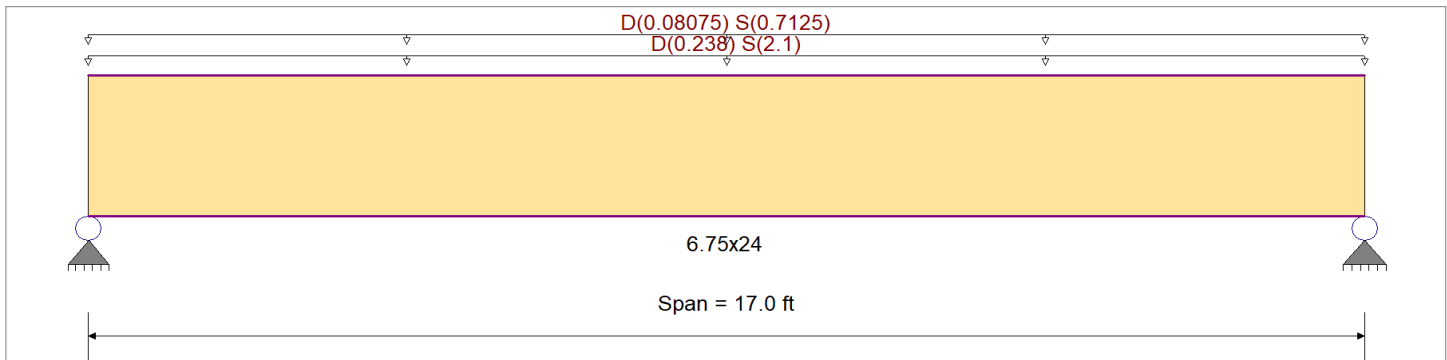 D(0.08075) S(0.7125)
D(0.238) S(2.1)
6.75x24
Span = 17.0 ft